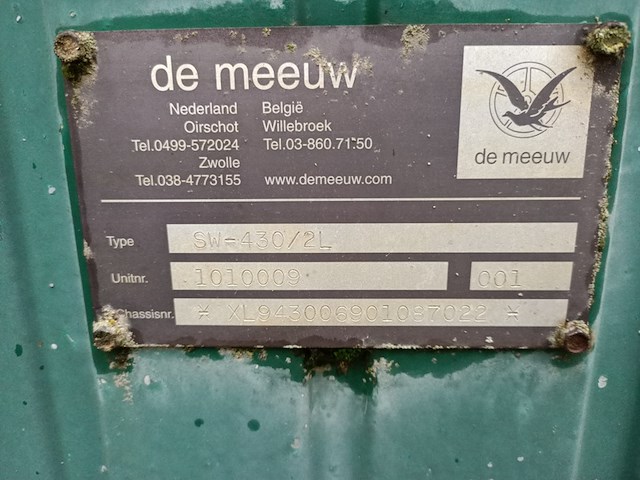 de meeuw
Nederland België
Oirschot Willebroek
Tel.0499-572024 Tel.03-860.71.50
Zwolle
Tel.038-4773155 www.demeeuw.com
de meeuw
Type SW-430/2L
Unitnr. 1010009 001
Chassisnr. * XL943006901087022 *